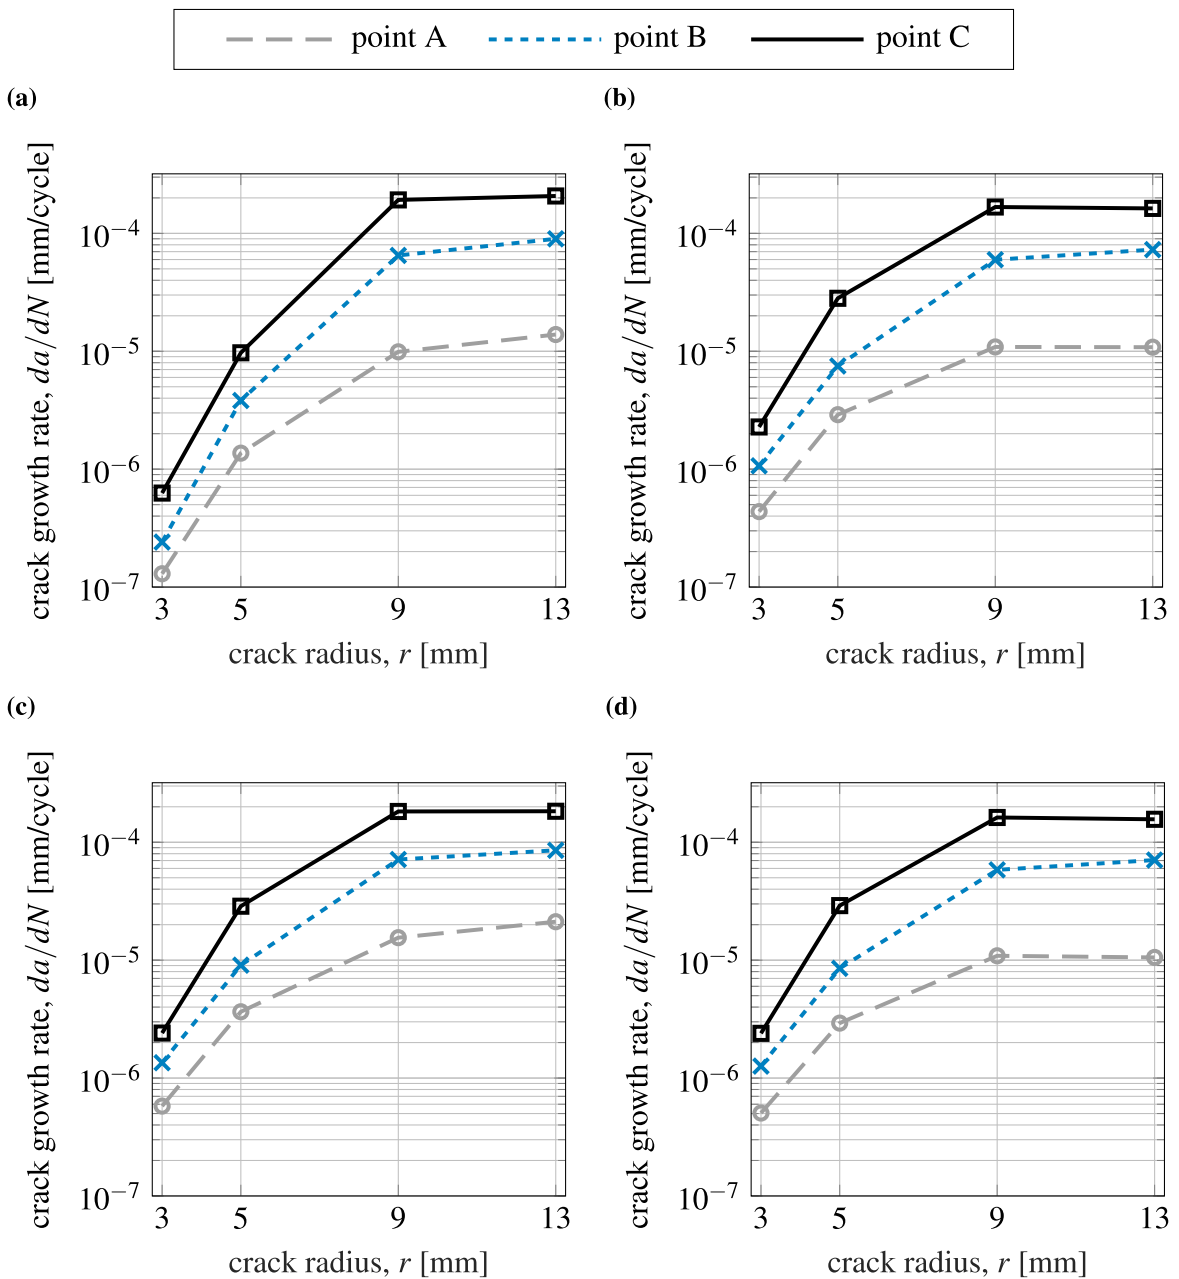 point A point B point C
(a)
crack growth rate, da/dN [mm/cycle]
10−4
10−5
10−6
10−7
3 5 9 13
crack radius, r [mm]
(b)
crack growth rate, da/dN [mm/cycle]
10−4
10−5
10−6
10−7
3 5 9 13
crack radius, r [mm]
(c)
crack growth rate, da/dN [mm/cycle]
10−4
10−5
10−6
10−7
3 5 9 13
crack radius, r [mm]
(d)
crack growth rate, da/dN [mm/cycle]
10−4
10−5
10−6
10−7
3 5 9 13
crack radius, r [mm]